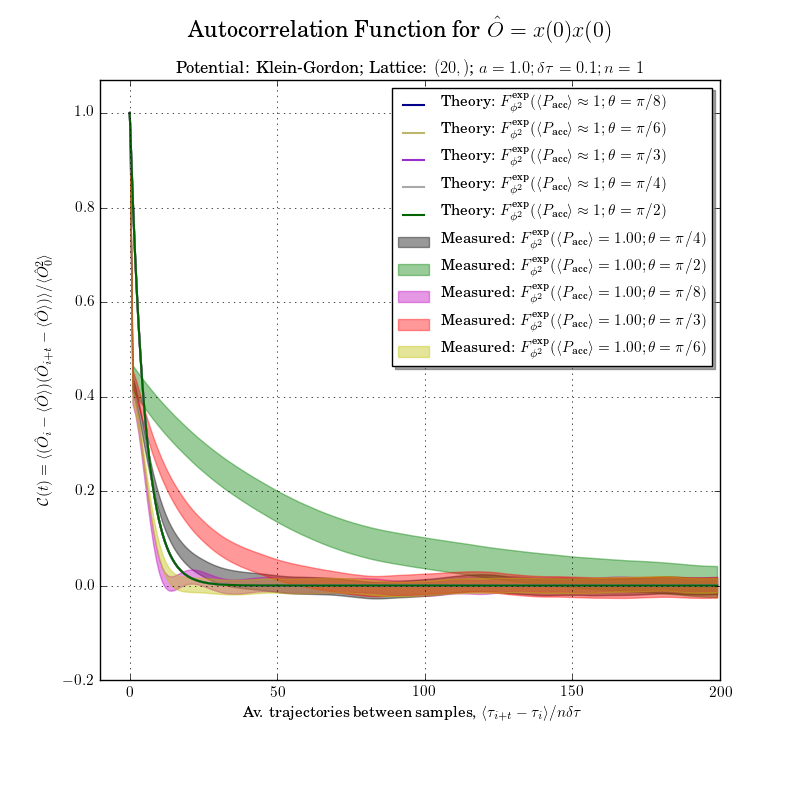 Autocorrelation Function for Ô = x(0)x(0)
Potential: Klein-Gordon; Lattice: (20,); a = 1.0; δτ = 0.1; n = 1
Theory: F^exp_ϕ²(⟨P_acc⟩ ≈ 1; θ = π/8)
Theory: F^exp_ϕ²(⟨P_acc⟩ ≈ 1; θ = π/6)
Theory: F^exp_ϕ²(⟨P_acc⟩ ≈ 1; θ = π/3)
Theory: F^exp_ϕ²(⟨P_acc⟩ ≈ 1; θ = π/4)
Theory: F^exp_ϕ²(⟨P_acc⟩ ≈ 1; θ = π/2)
Measured: F^exp_ϕ²(⟨P_acc⟩ = 1.00; θ = π/4)
Measured: F^exp_ϕ²(⟨P_acc⟩ = 1.00; θ = π/2)
Measured: F^exp_ϕ²(⟨P_acc⟩ = 1.00; θ = π/8)
Measured: F^exp_ϕ²(⟨P_acc⟩ = 1.00; θ = π/3)
Measured: F^exp_ϕ²(⟨P_acc⟩ = 1.00; θ = π/6)
C(t) = ⟨(Ô_i − ⟨Ô⟩)(Ô_{i+t} − ⟨Ô⟩)⟩/⟨Ô²_0⟩
1.0
0.8
0.6
0.4
0.2
0.0
−0.2
0 50 100 150 200
Av. trajectories between samples, ⟨τ_{i+t} − τ_i⟩/nδτ